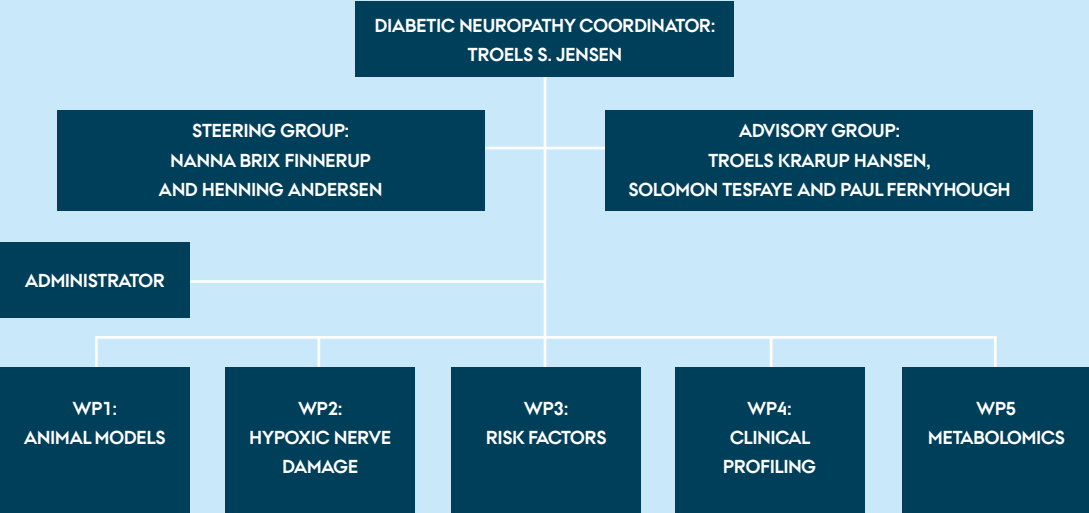 DIABETIC NEUROPATHY COORDINATOR:
TROELS S. JENSEN
STEERING GROUP:
NANNA BRIX FINNERUP
AND HENNING ANDERSEN
ADVISORY GROUP:
TROELS KRARUP HANSEN,
SOLOMON TESFAYE AND PAUL FERNYHOUGH
ADMINISTRATOR
WP1:
ANIMAL MODELS
WP2:
HYPOXIC NERVE
DAMAGE
WP3:
RISK FACTORS
WP4:
CLINICAL
PROFILING
WP5
METABOLOMICS